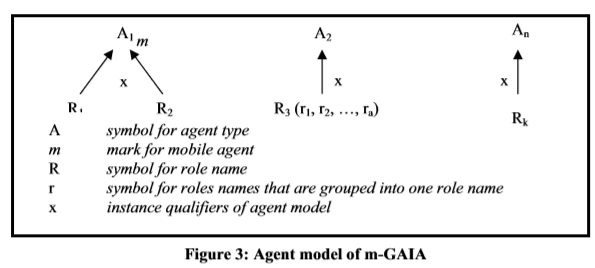 A1 m A2 An
x x x
R1 R2 R3 (r1, r2, ..., ra) Rk
A symbol for agent type
m mark for mobile agent
R symbol for role name
r symbol for roles names that are grouped into one role name
x instance qualifiers of agent model
Figure 3: Agent model of m-GAIA